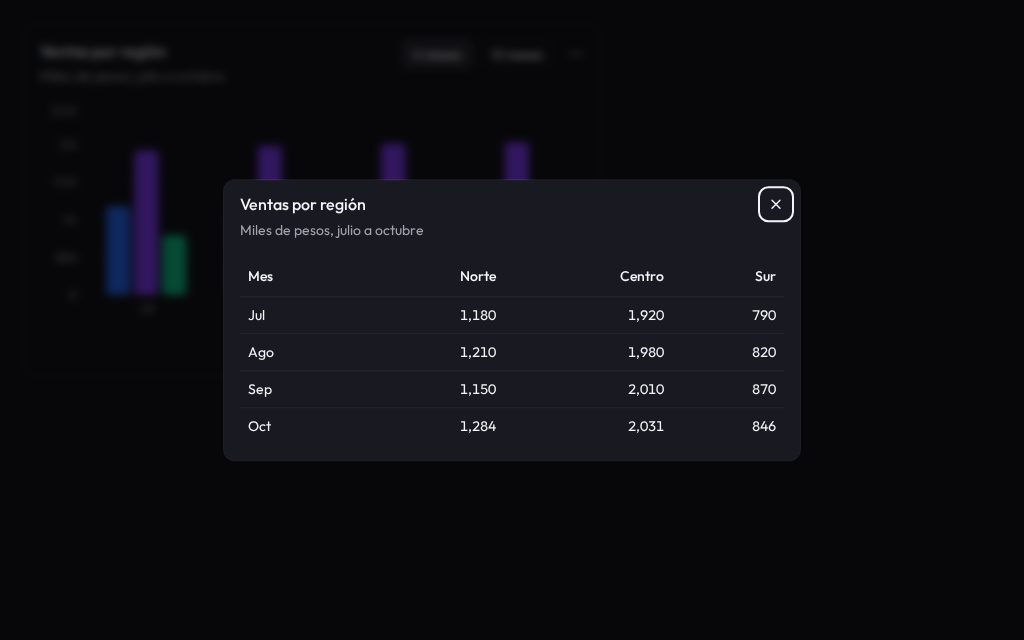 Ventas por región
Miles de pesos, julio a octubre
Mes Norte Centro Sur
Jul 1,180 1,920 790
Ago 1,210 1,980 820
Sep 1,150 2,010 870
Oct 1,284 2,031 846